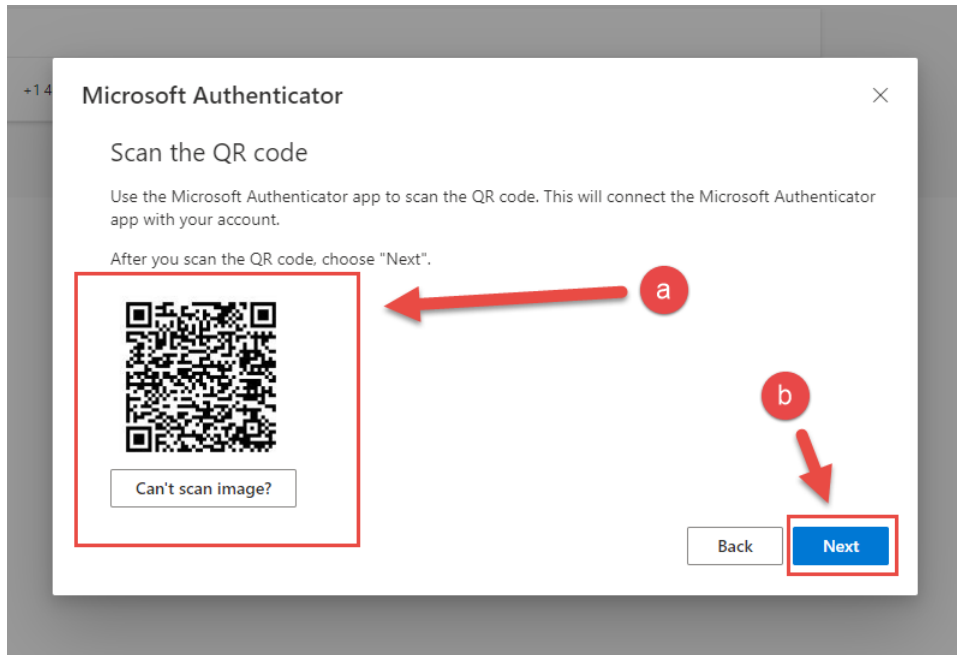 +1 4
Microsoft Authenticator
Scan the QR code
Use the Microsoft Authenticator app to scan the QR code. This will connect the Microsoft Authenticator
app with your account.
After you scan the QR code, choose "Next".
a
b
Can't scan image?
Back
Next